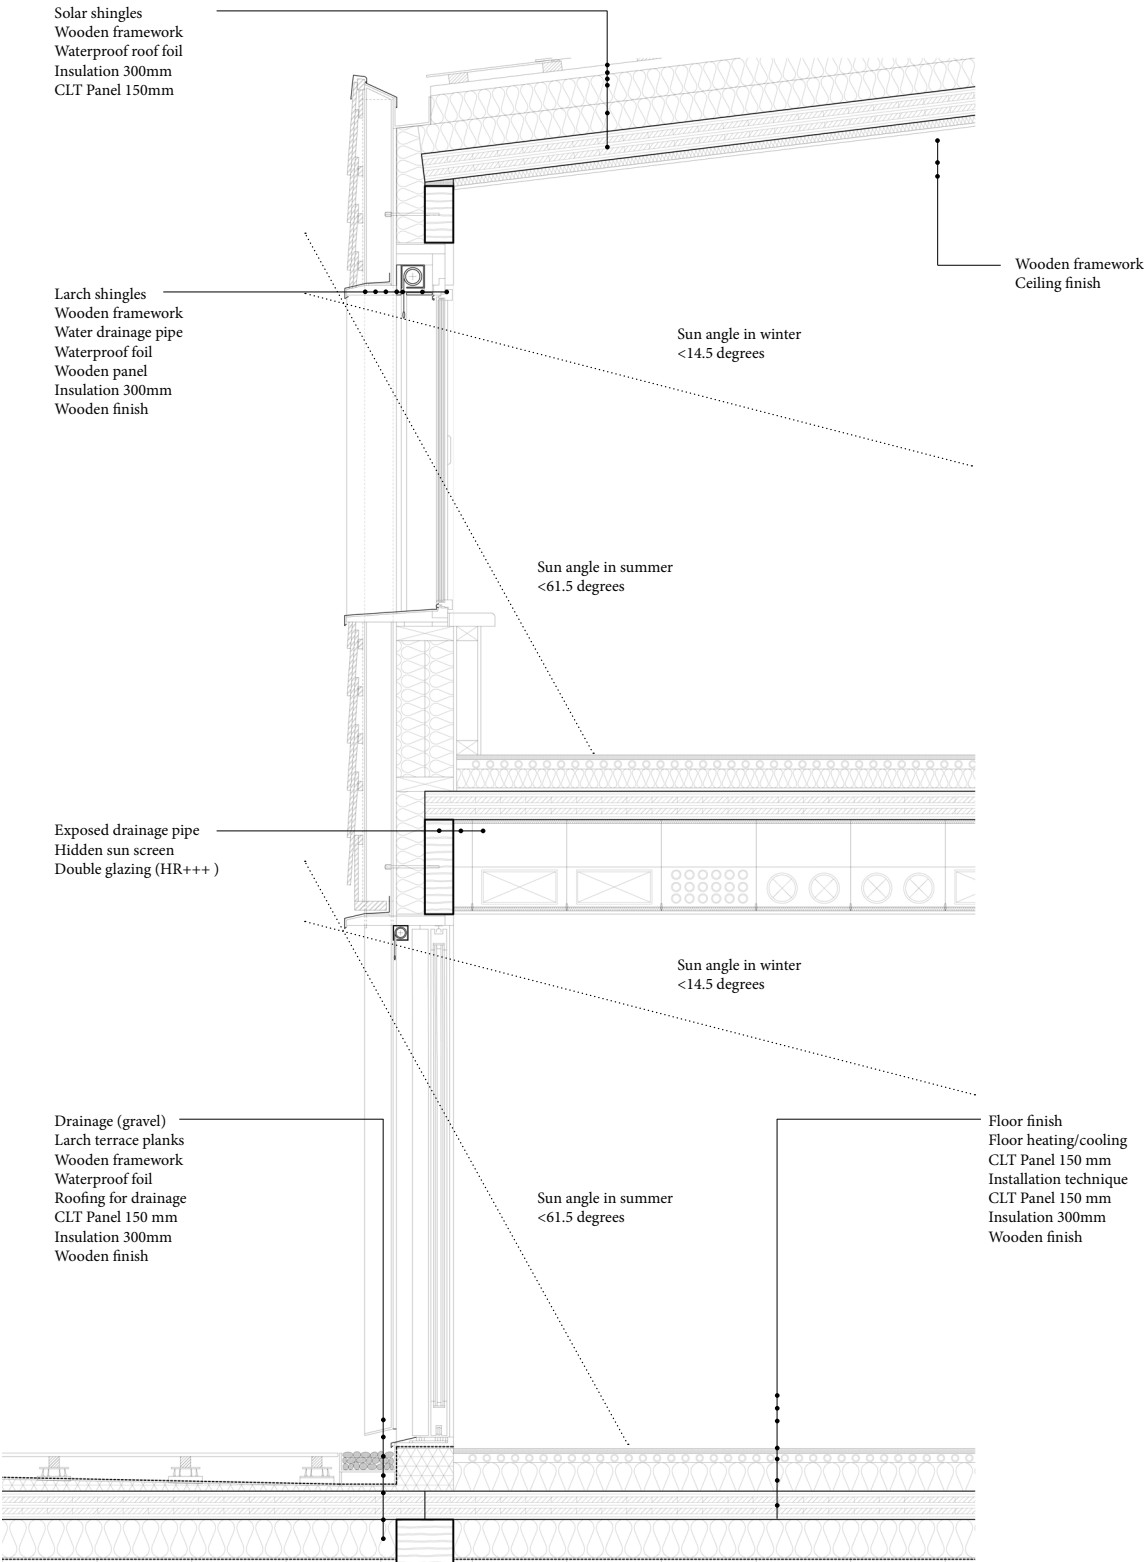 Solar shingles
Wooden framework
Waterproof roof foil
Insulation 300mm
CLT Panel 150mm
Wooden framework
Ceiling finish
Larch shingles
Wooden framework
Water drainage pipe
Waterproof foil
Wooden panel
Insulation 300mm
Wooden finish
Sun angle in winter
<14.5 degrees
Sun angle in summer
<61.5 degrees
Exposed drainage pipe
Hidden sun screen
Double glazing (HR+++ )
Sun angle in winter
<14.5 degrees
Drainage (gravel)
Larch terrace planks
Wooden framework
Waterproof foil
Roofing for drainage
CLT Panel 150 mm
Insulation 300mm
Wooden finish
Sun angle in summer
<61.5 degrees
Floor finish
Floor heating/cooling
CLT Panel 150 mm
Installation technique
CLT Panel 150 mm
Insulation 300mm
Wooden finish